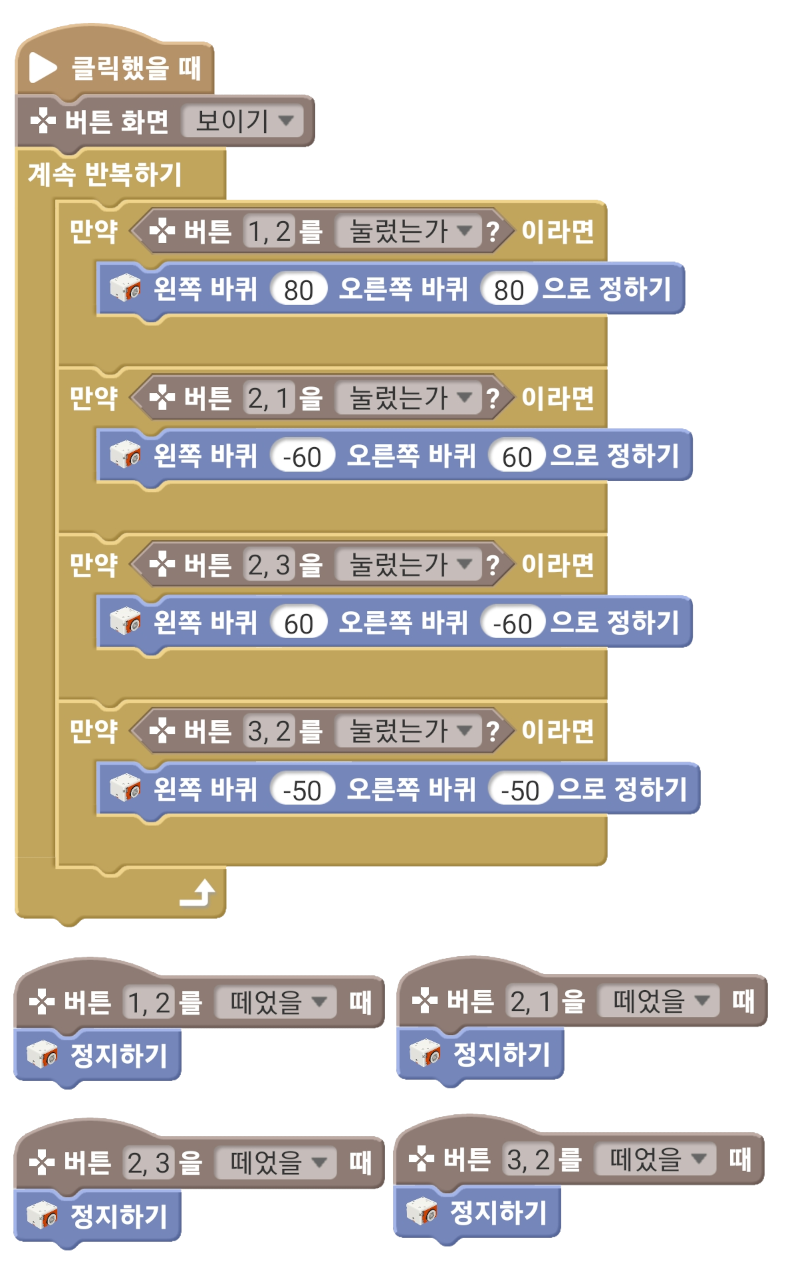 클릭했을 때
버튼 화면 보이기
계속 반복하기
만약 버튼 1, 2 를 눌렀는가 ? 이라면
왼쪽 바퀴 80 오른쪽 바퀴 80 으로 정하기
만약 버튼 2, 1 을 눌렀는가 ? 이라면
왼쪽 바퀴 -60 오른쪽 바퀴 60 으로 정하기
만약 버튼 2, 3 을 눌렀는가 ? 이라면
왼쪽 바퀴 60 오른쪽 바퀴 -60 으로 정하기
만약 버튼 3, 2 를 눌렀는가 ? 이라면
왼쪽 바퀴 -50 오른쪽 바퀴 -50 으로 정하기
버튼 1, 2 를 떼었을 때
정지하기
버튼 2, 1 을 떼었을 때
정지하기
버튼 2, 3 을 떼었을 때
정지하기
버튼 3, 2 를 떼었을 때
정지하기